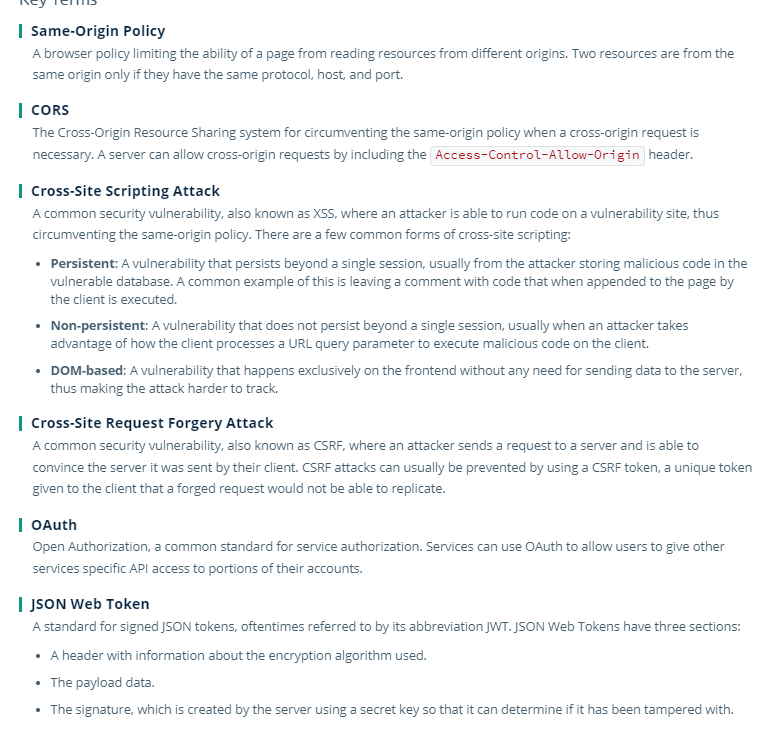 Key Terms
Same-Origin Policy
A browser policy limiting the ability of a page from reading resources from different origins. Two resources are from the
same origin only if they have the same protocol, host, and port.
CORS
The Cross-Origin Resource Sharing system for circumventing the same-origin policy when a cross-origin request is
necessary. A server can allow cross-origin requests by including the Access-Control-Allow-Origin header.
Cross-Site Scripting Attack
A common security vulnerability, also known as XSS, where an attacker is able to run code on a vulnerability site, thus
circumventing the same-origin policy. There are a few common forms of cross-site scripting:
• Persistent: A vulnerability that persists beyond a single session, usually from the attacker storing malicious code in the
vulnerable database. A common example of this is leaving a comment with code that when appended to the page by
the client is executed.
• Non-persistent: A vulnerability that does not persist beyond a single session, usually when an attacker takes
advantage of how the client processes a URL query parameter to execute malicious code on the client.
• DOM-based: A vulnerability that happens exclusively on the frontend without any need for sending data to the server,
thus making the attack harder to track.
Cross-Site Request Forgery Attack
A common security vulnerability, also known as CSRF, where an attacker sends a request to a server and is able to
convince the server it was sent by their client. CSRF attacks can usually be prevented by using a CSRF token, a unique token
given to the client that a forged request would not be able to replicate.
OAuth
Open Authorization, a common standard for service authorization. Services can use OAuth to allow users to give other
services specific API access to portions of their accounts.
JSON Web Token
A standard for signed JSON tokens, oftentimes referred to by its abbreviation JWT. JSON Web Tokens have three sections:
• A header with information about the encryption algorithm used.
• The payload data.
• The signature, which is created by the server using a secret key so that it can determine if it has been tampered with.